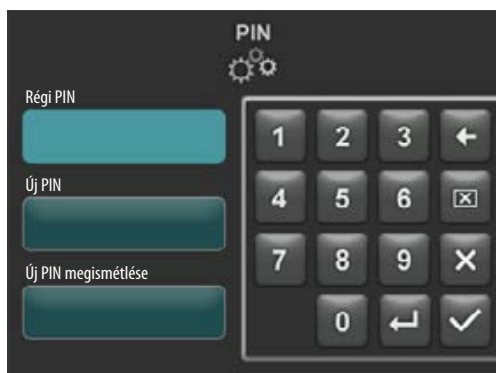 PIN
Régi PIN
Új PIN
Új PIN megismétlése
1 2 3
4 5 6
7 8 9
0